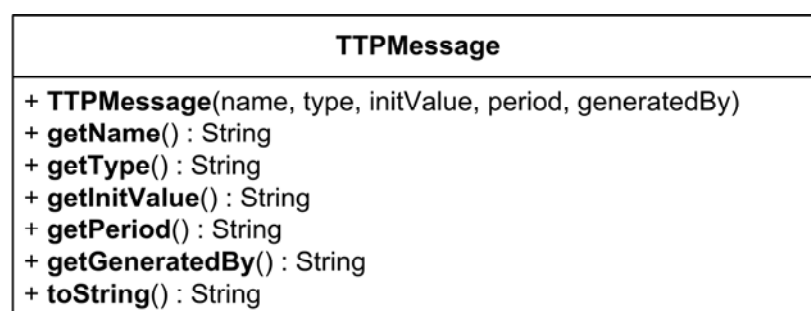 TTPMessage
+ TTPMessage(name, type, initValue, period, generatedBy)
+ getName() : String
+ getType() : String
+ getInitValue() : String
+ getPeriod() : String
+ getGeneratedBy() : String
+ toString() : String